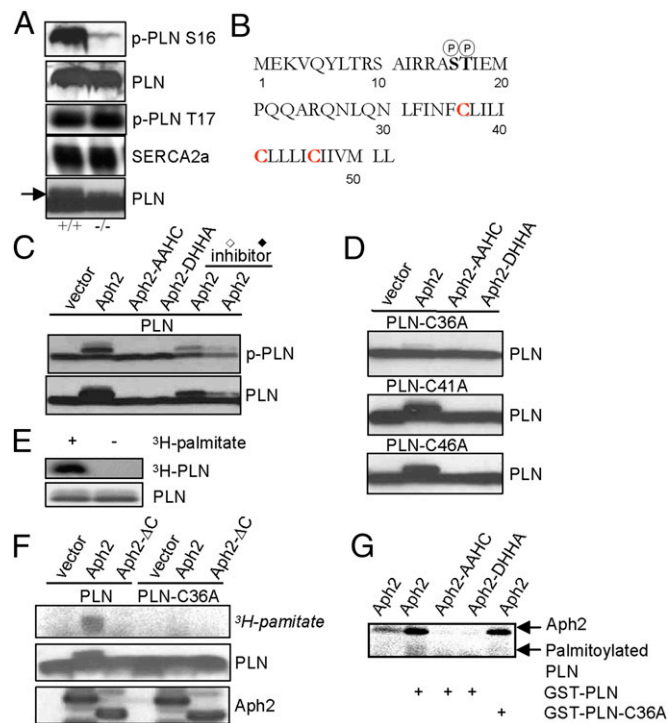 A
p-PLN S16
PLN
p-PLN T17
SERCA2a
PLN
+/+ -/-
B
P P
MEKVQYLTRS AIRRASTIEM
1 10 20
PQQARQNLQN LFINFCLILI
30 40
CLLLICIIVM LL
50
C
inhibitor
vector Aph2 Aph2-AAHC Aph2-DHHA Aph2 Aph2
PLN
p-PLN
PLN
D
vector Aph2 Aph2-AAHC Aph2-DHHA
PLN-C36A
PLN
PLN-C41A
PLN
PLN-C46A
PLN
E
+ - ³H-palmitate
³H-PLN
PLN
F
vector Aph2 Aph2-ΔC vector Aph2 Aph2-ΔC
PLN PLN-C36A
³H-pamitate
PLN
Aph2
G
Aph2 Aph2 Aph2-AAHC Aph2-DHHA Aph2
Aph2
Palmitoylated
PLN
+ + + GST-PLN
+ GST-PLN-C36A